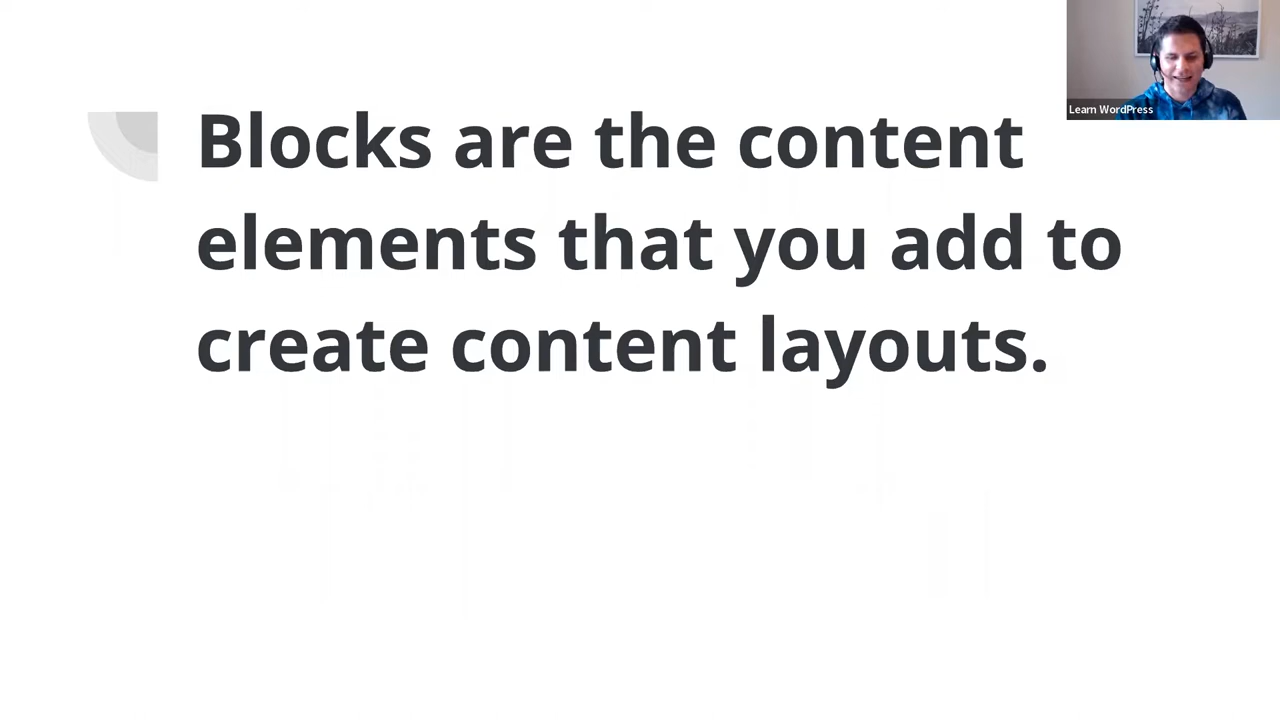 Blocks are the content
elements that you add to
create content layouts.
Learn WordPress